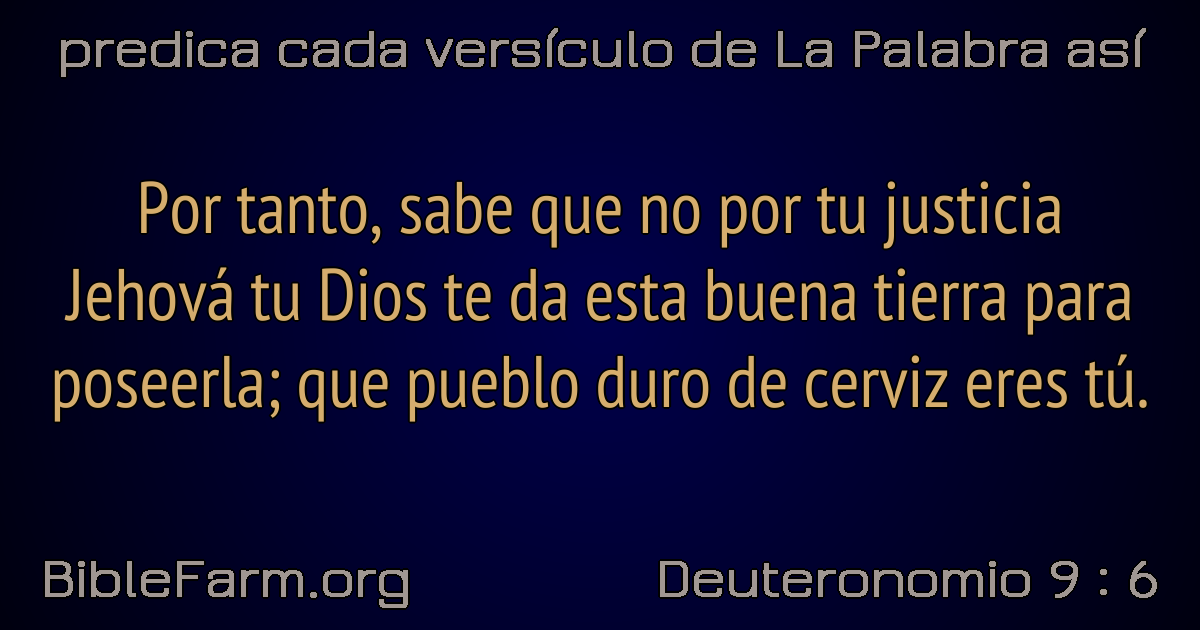 predica cada versículo de La Palabra así
Por tanto, sabe que no por tu justicia
Jehová tu Dios te da esta buena tierra para
poseerla; que pueblo duro de cerviz eres tú.
BibleFarm.org
Deuteronomio 9 : 6